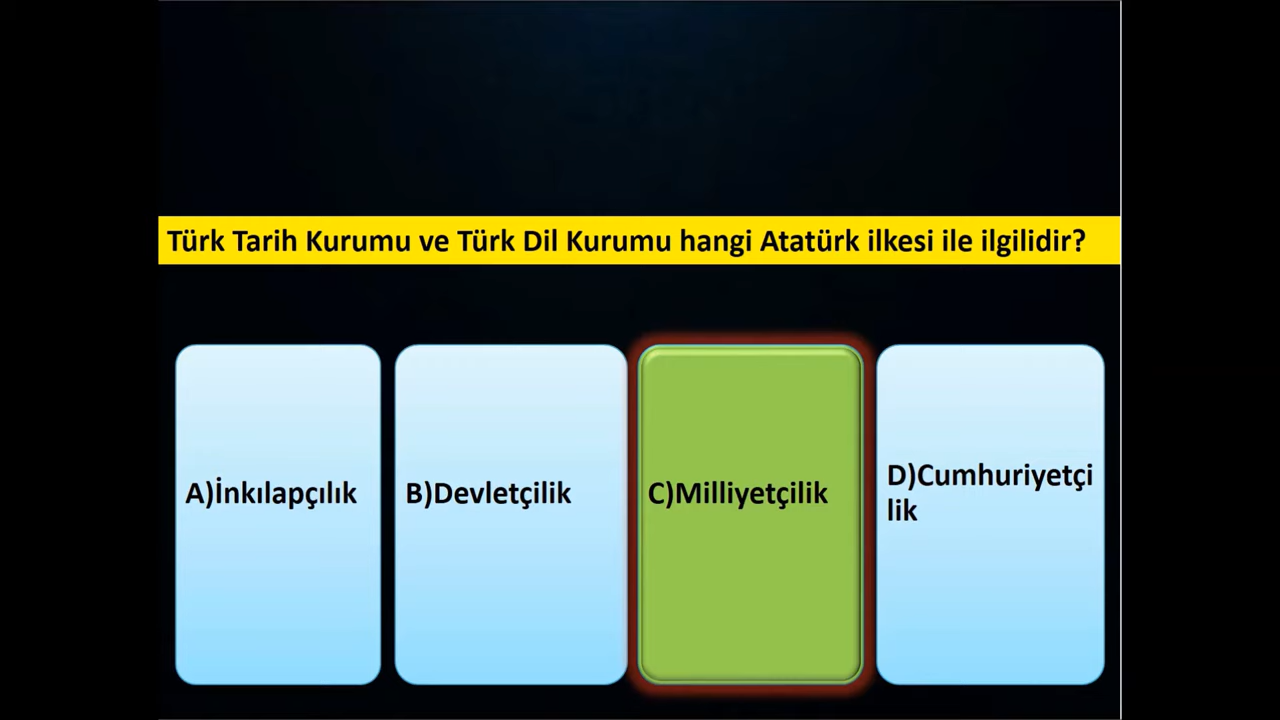 Türk Tarih Kurumu ve Türk Dil Kurumu hangi Atatürk ilkesi ile ilgilidir?
A)İnkılapçılık
B)Devletçilik
C)Milliyetçilik
D)Cumhuriyetçi
lik